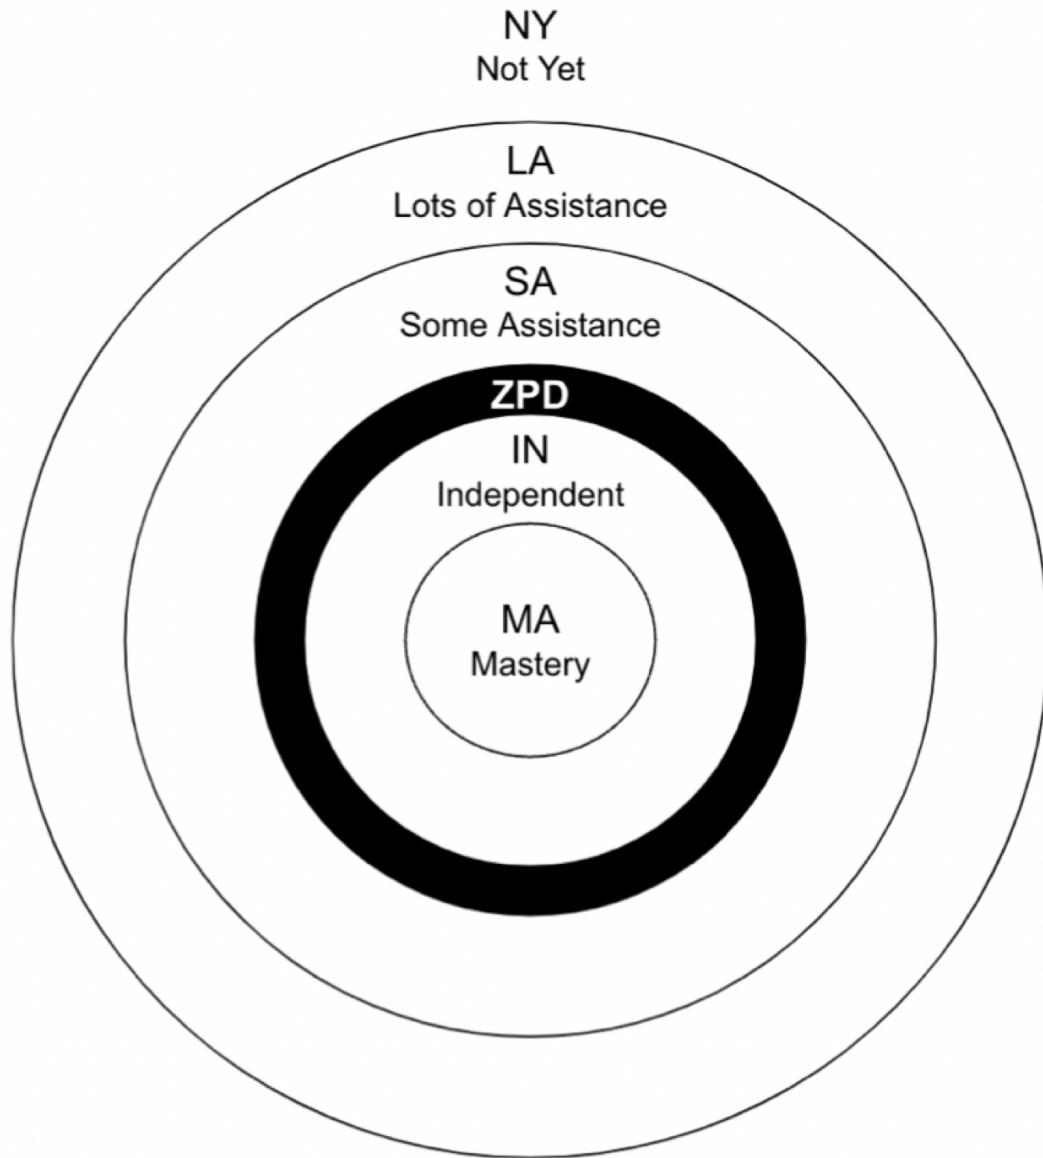 NY
Not Yet
LA
Lots of Assistance
SA
Some Assistance
ZPD
IN
Independent
MA
Mastery